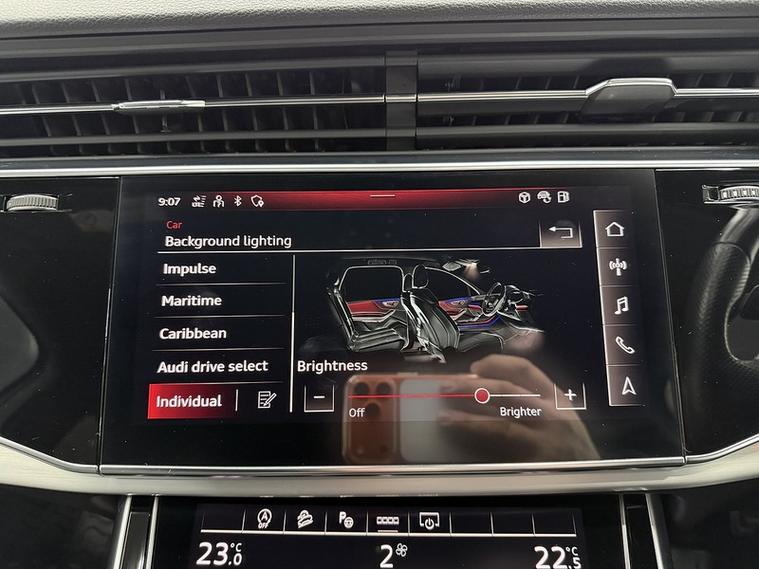 9:07
Car
Background lighting
Impulse
Maritime
Caribbean
Audi drive select
Individual
Brightness
Off
Brighter
A OFF
P
23.0 °C
2
22.5 °C